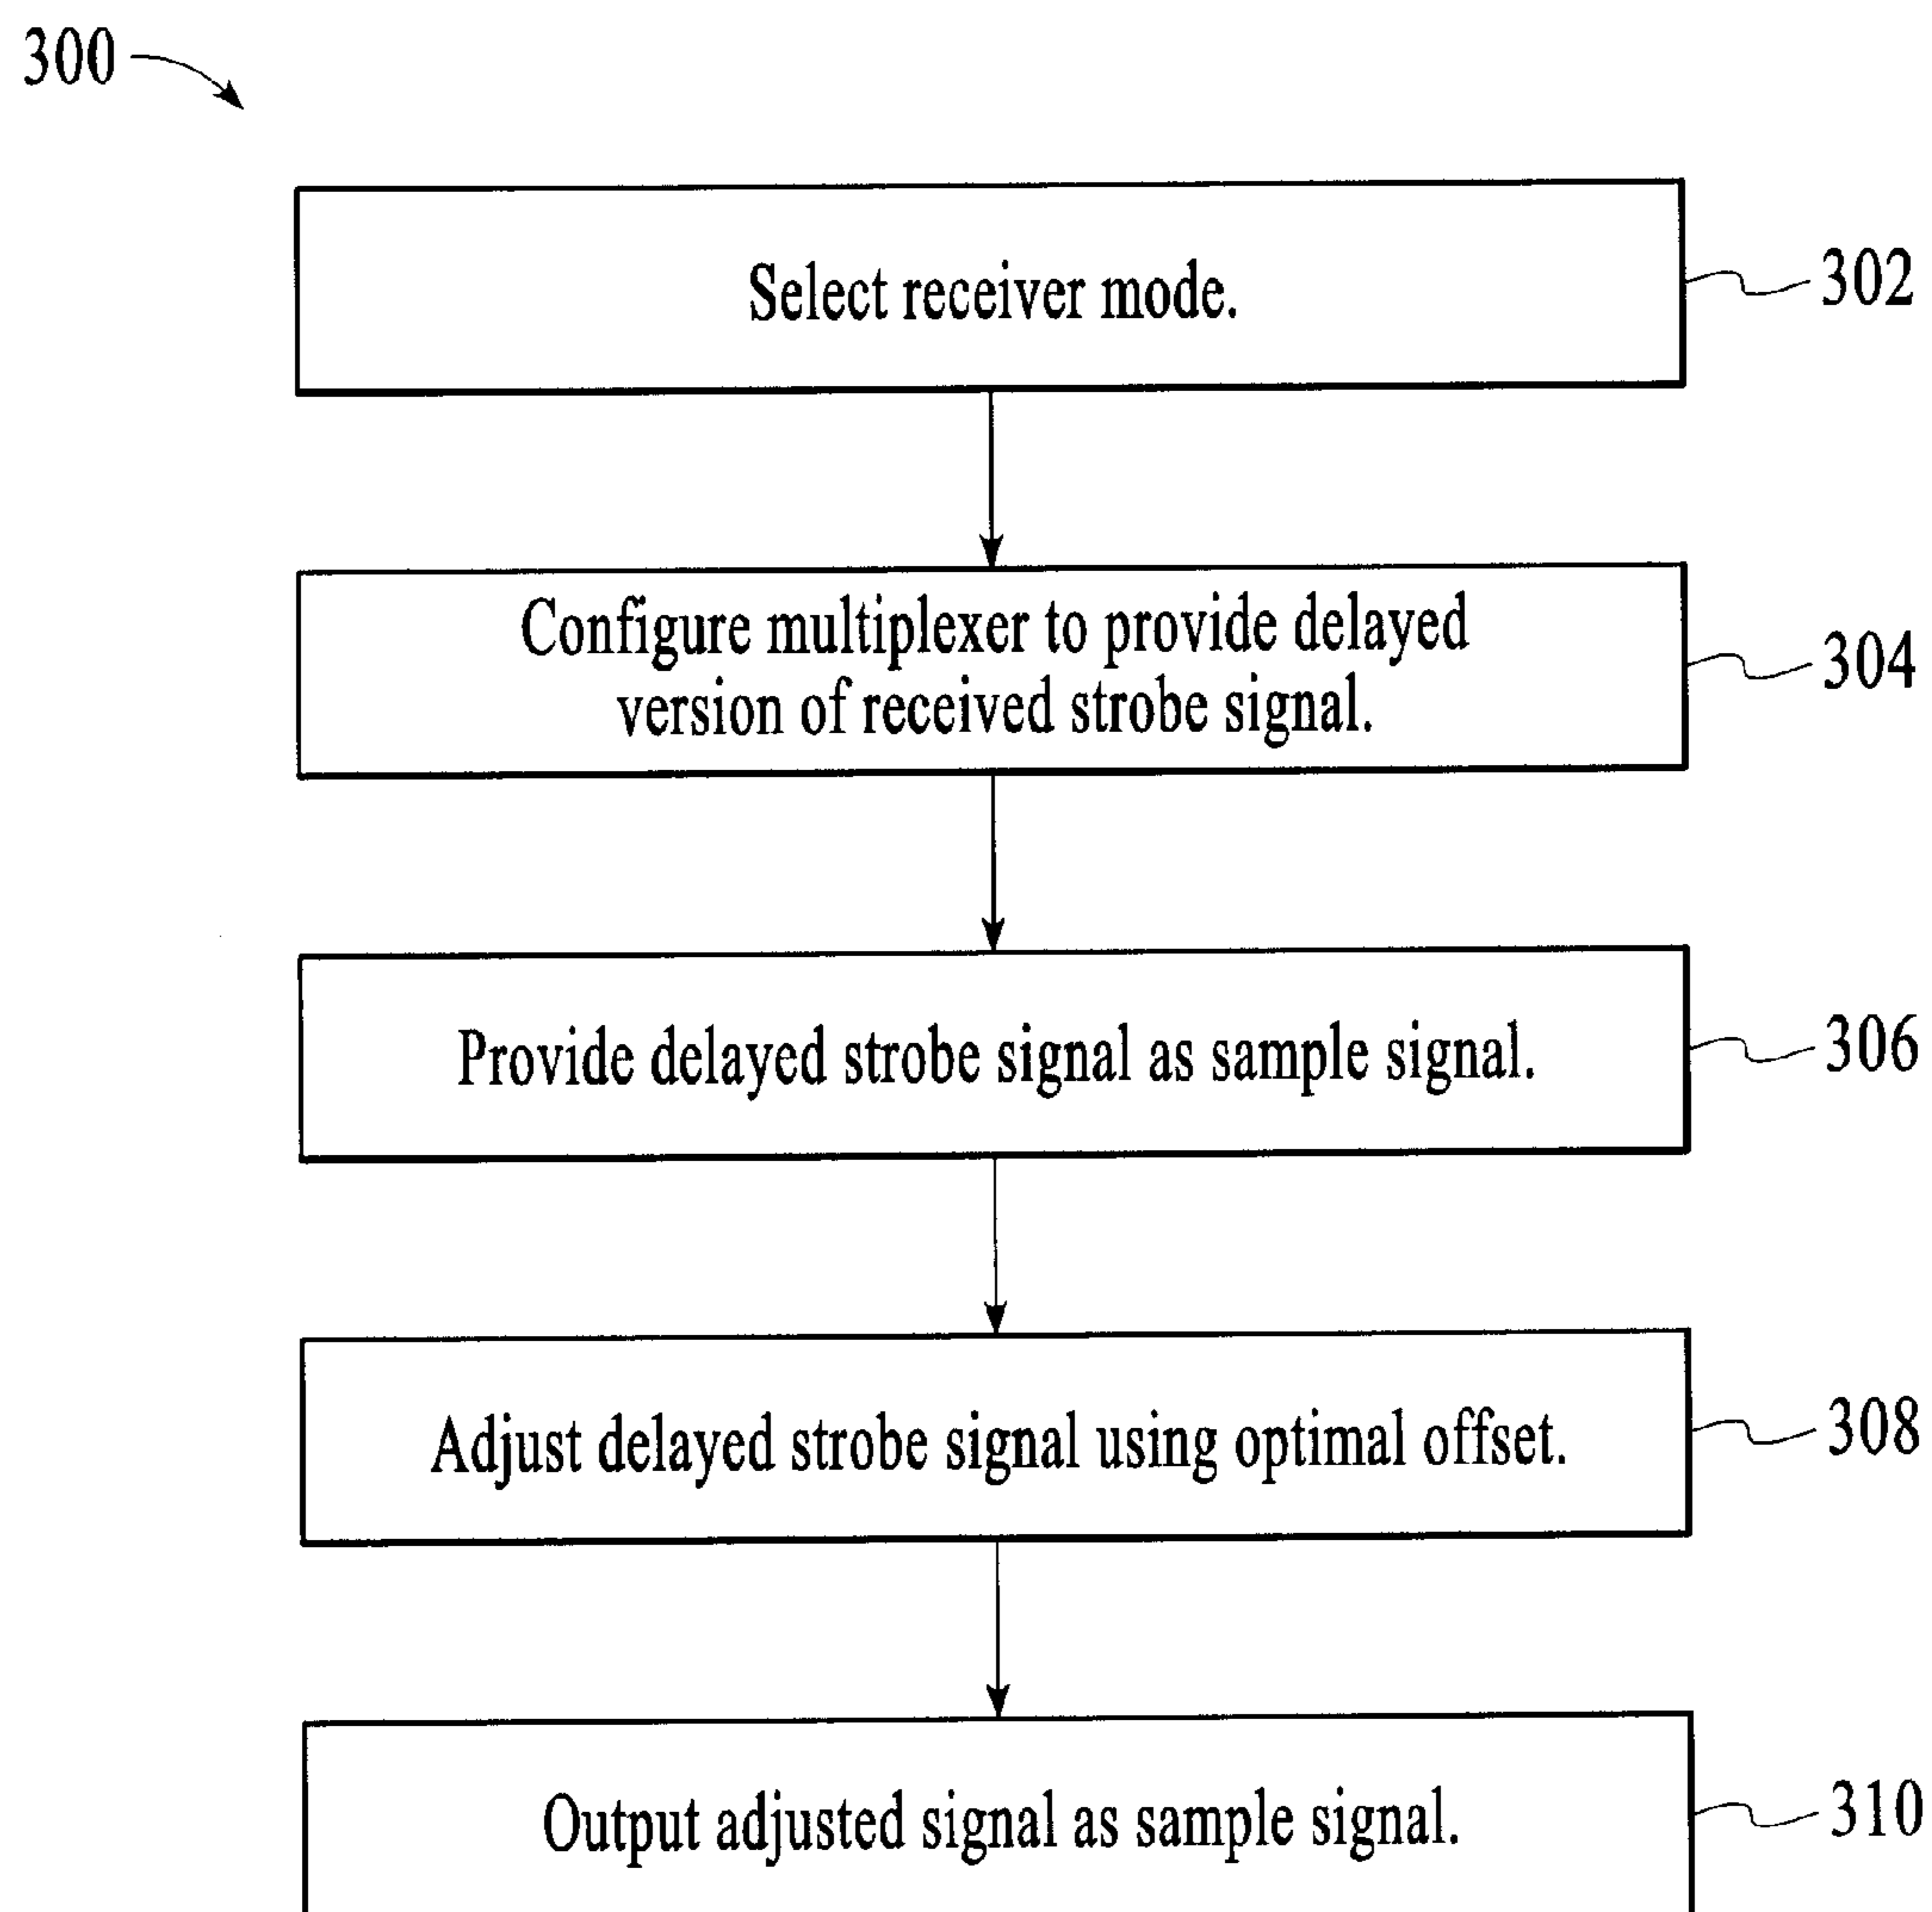 300
Select receiver mode.
302
Configure multiplexer to provide delayed
version of received strobe signal.
304
Provide delayed strobe signal as sample signal.
306
Adjust delayed strobe signal using optimal offset.
308
Output adjusted signal as sample signal.
310